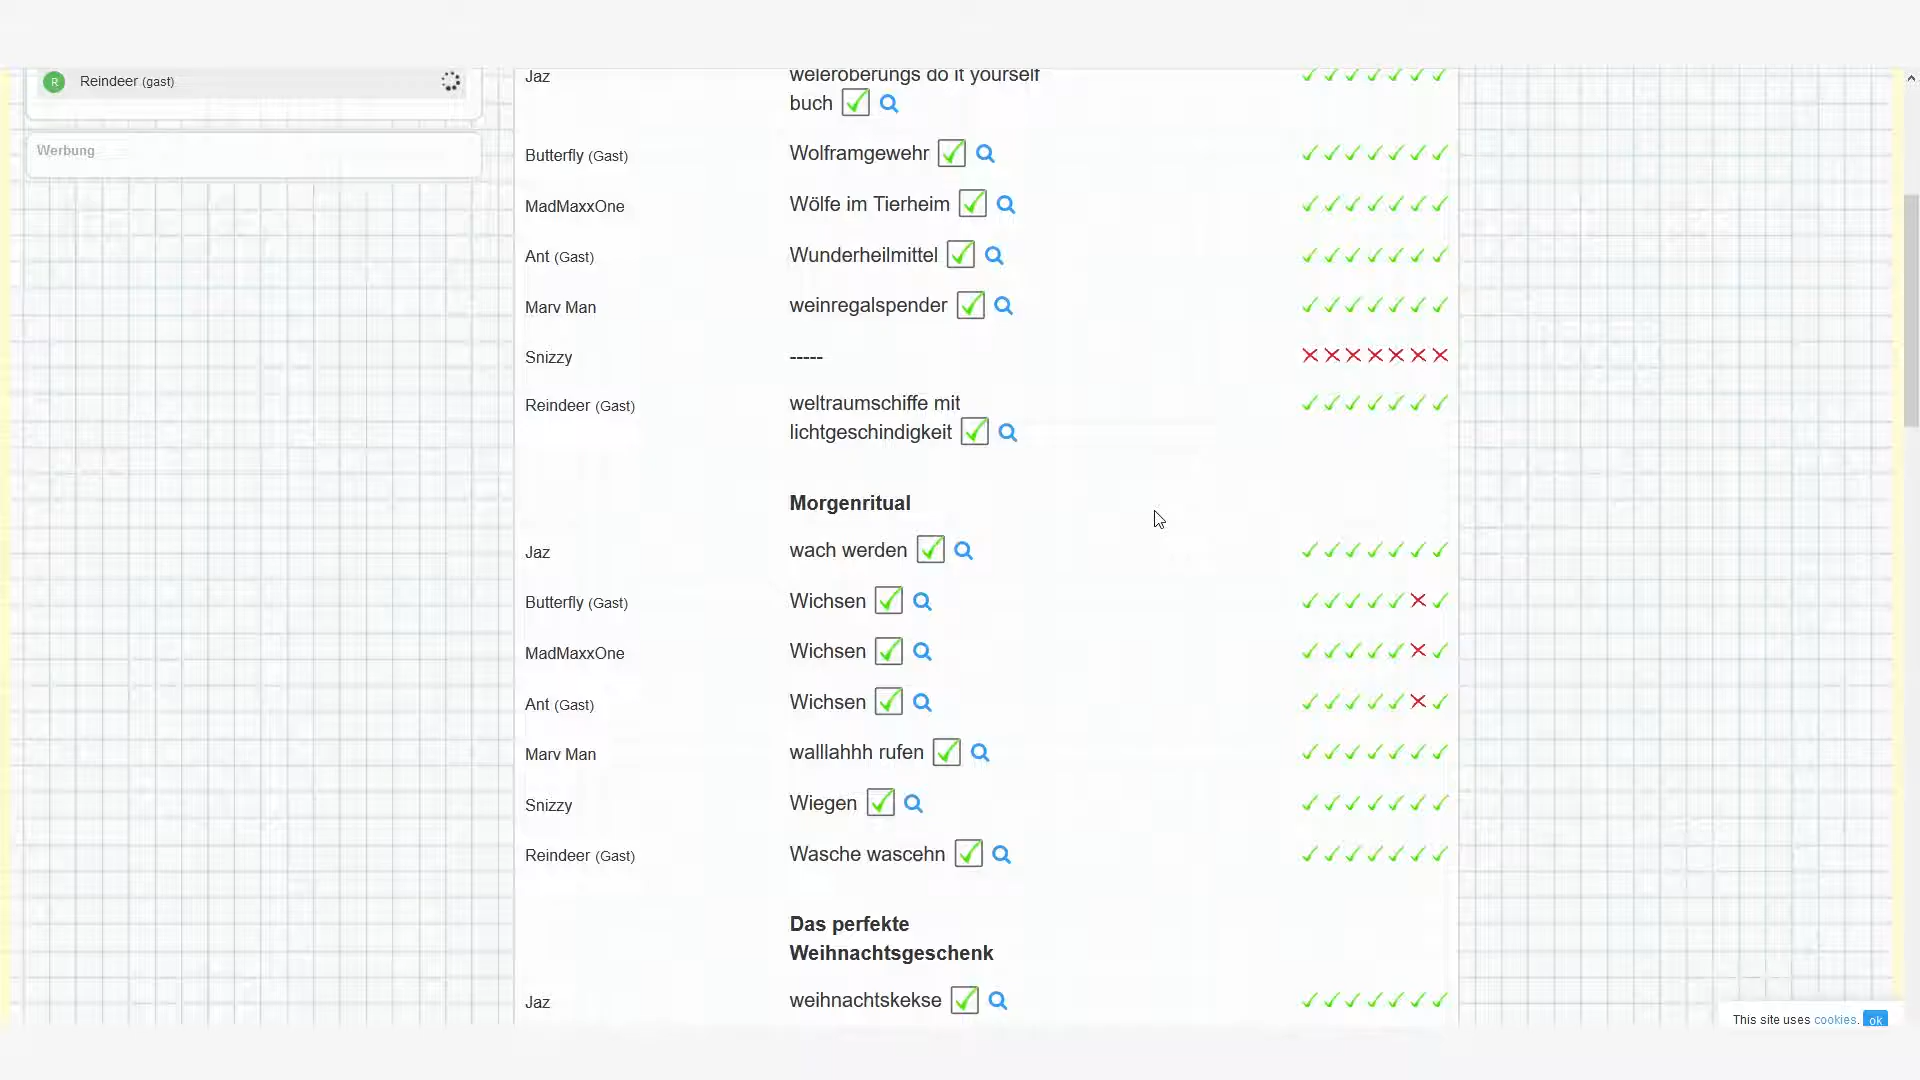 R Reindeer (gast)
Werbung
Jaz weleroberungs do it yourself
buch
Butterfly (Gast) Wolframgewehr
MadMaxxOne Wölfe im Tierheim
Ant (Gast) Wunderheilmittel
Marv Man weinregalspender
Snizzy -----
Reindeer (Gast) weltraumschiffe mit
lichtgeschindigkeit
Morgenritual
Jaz wach werden
Butterfly (Gast) Wichsen
MadMaxxOne Wichsen
Ant (Gast) Wichsen
Marv Man walllahhh rufen
Snizzy Wiegen
Reindeer (Gast) Wasche wascehn
Das perfekte
Weihnachtsgeschenk
Jaz weihnachtskekse
This site uses cookies. ok